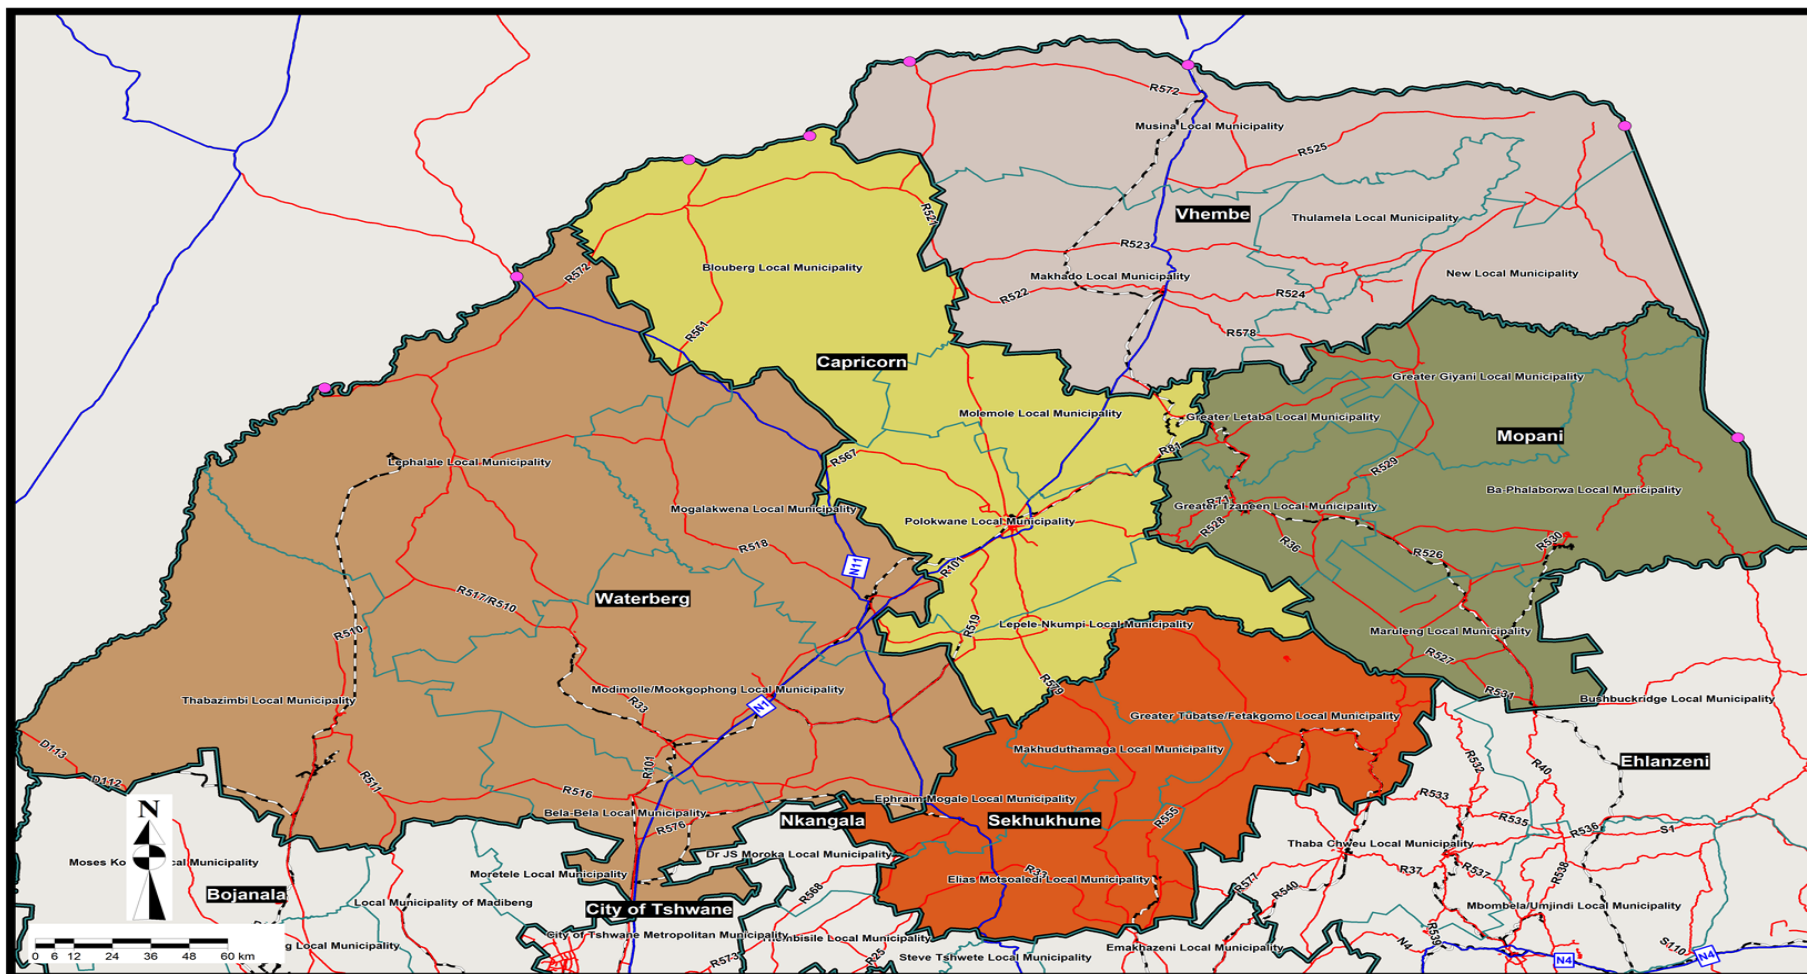 R572
Musina Local Municipality
R525
R521
Vhembe
Thulamela Local Municipality
R523
R572
Blouberg Local Municipality
Makhado Local Municipality
New Local Municipality
R522
R524
R561
R578
Capricorn
Greater Giyani Local Municipality
Molemole Local Municipality
Greater Letaba Local Municipality
Mopani
R567
R81
Lephalale Local Municipality
R529
Ba-Phalaborwa Local Municipality
Mogalakwena Local Municipality
R71
Greater Tzaneen Local Municipality
Polokwane Local Municipality
R528
R518
R36
R526
R530
N11
R101
Waterberg
R517/R510
R510
R519
Lepele-Nkumpi Local Municipality
Maruleng Local Municipality
R527
R579
R531
Thabazimbi Local Municipality
Modimolle/Mookgophong Local Municipality
R33
N1
Bushbuckridge Local Municipality
Greater Tubatse/Fetakgomo Local Municipality
D113
Makhuduthamaga Local Municipality
R532
Ehlanzeni
R101
R40
D112
R511
R516
R533
Ephraim Mogale Local Municipality
N
Bela-Bela Local Municipality
Nkangala
Sekhukhune
R555
R535
R536
S1
R576
Thaba Chweu Local Municipality
Moses Ko
al Municipality
Dr JS Moroka Local Municipality
Moretele Local Municipality
R33
Elias Motsoaledi Local Municipality
R37
R537
R538
R577
R540
Bojanala
R568
Local Municipality of Madibeng
City of Tshwane
Mbombela/Umjindi Local Municipality
R539
g Local Municipality
City of Tshwane Metropolitan Municipality
mbisile Local Municipality
Emakhazeni Local Municipality
N4
S110
0 6 12 24 36 48 60 km
R573
R25
Steve Tshwete Local Municipality
N4
N4